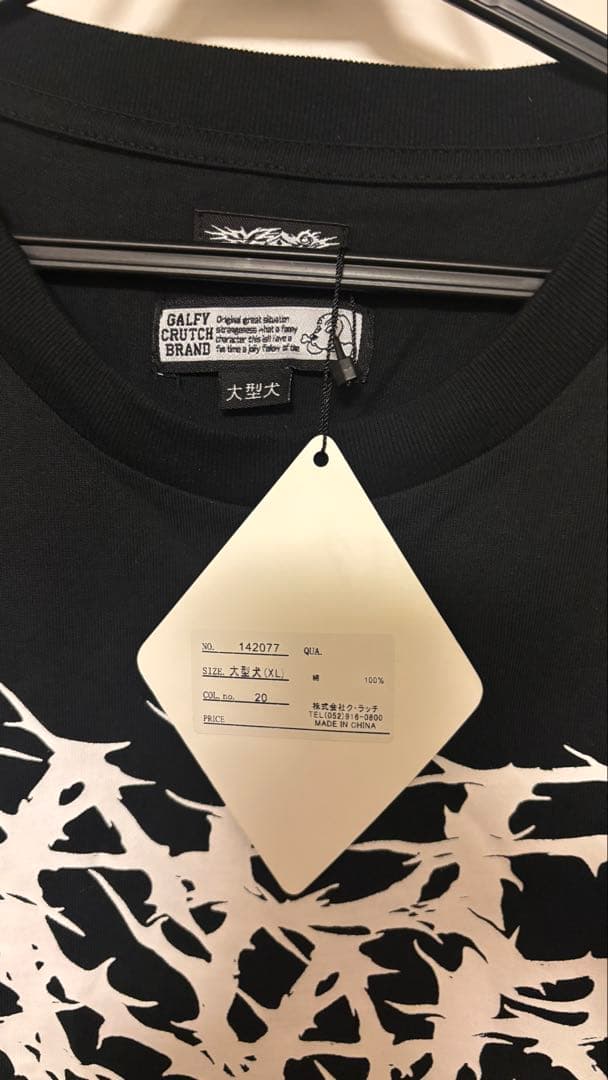 GALFY
CRUTCH
BRAND
Original great situation
strangeness what a funny
character this is!! Have a
fun time a jolly fellow of the
大型犬
NO. 142077
QUA.
SIZE. 大型犬(XL)
綿 100%
COL. no. 20
PRICE
株式会社ク・ラッチ
TEL(052)916-0800
MADE IN CHINA